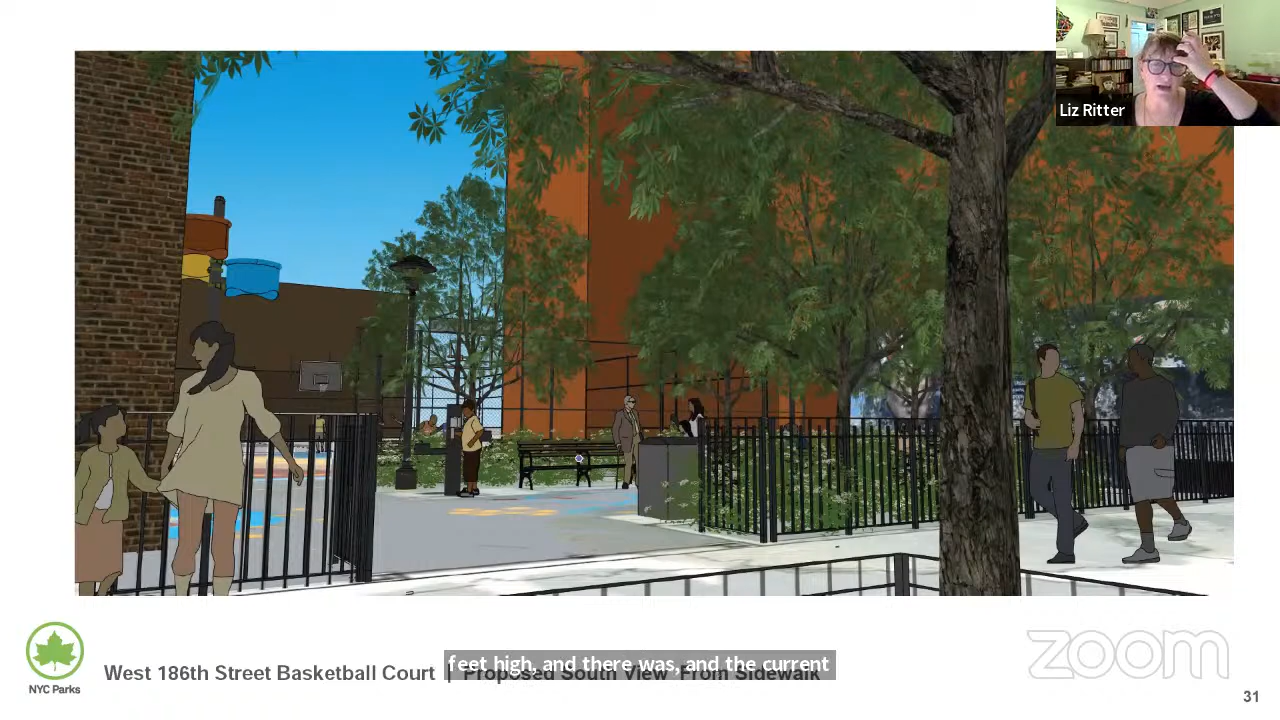 Liz Ritter
zoom
NYC Parks
West 186th Street Basketball Court | Proposed South View From Sidewalk
feet high, and there was, and the current
31